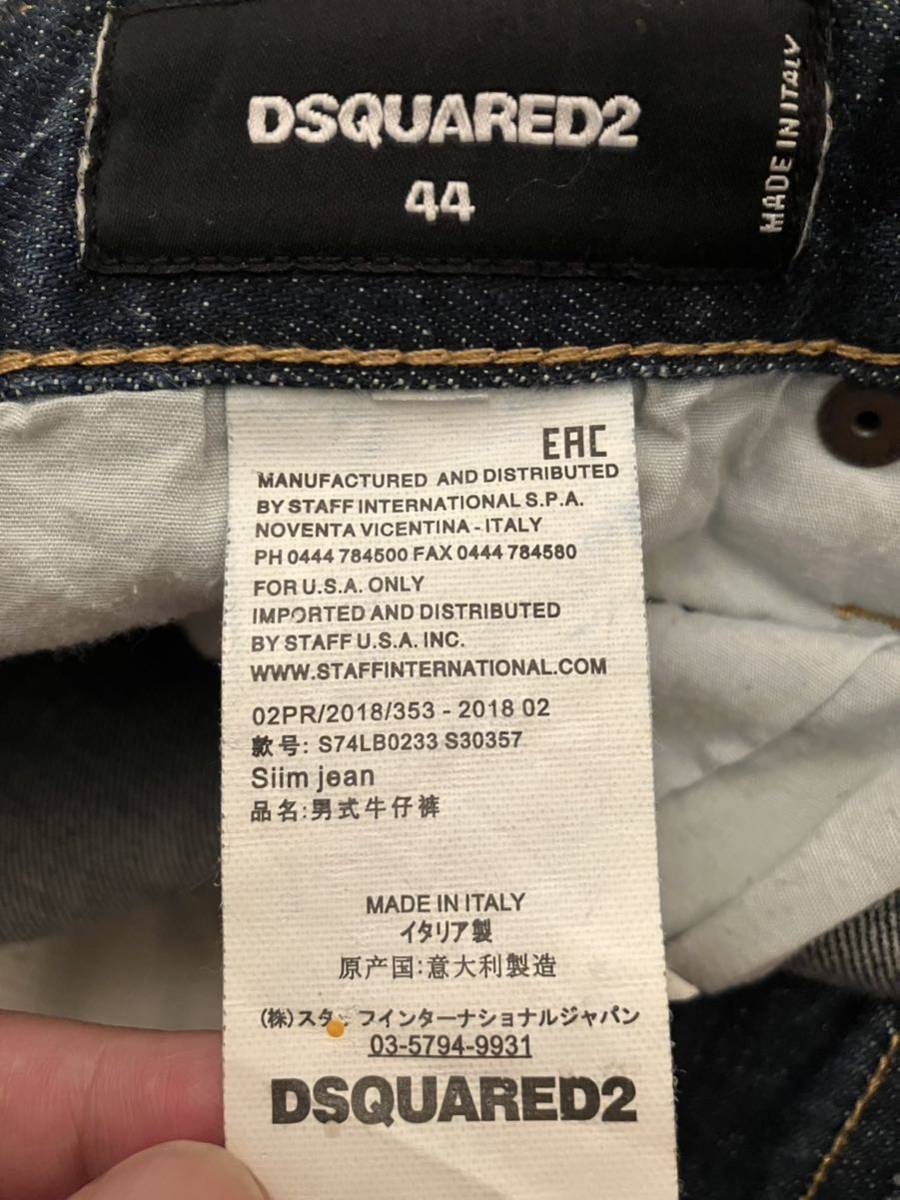 DSQUARED2
44
MADE IN ITALY
EAC
MANUFACTURED AND DISTRIBUTED
BY STAFF INTERNATIONAL S.P.A.
NOVENTA VICENTINA - ITALY
PH 0444 784500 FAX 0444 784580
FOR U.S.A. ONLY
IMPORTED AND DISTRIBUTED
BY STAFF U.S.A. INC.
WWW.STAFFINTERNATIONAL.COM
02PR/2018/353 - 2018 02
款号: S74LB0233 S30357
Siim jean
品名:男式牛仔裤
MADE IN ITALY
イタリア製
原产国:意大利製造
(株)スタッフインターナショナルジャパン
03-5794-9931
DSQUARED2